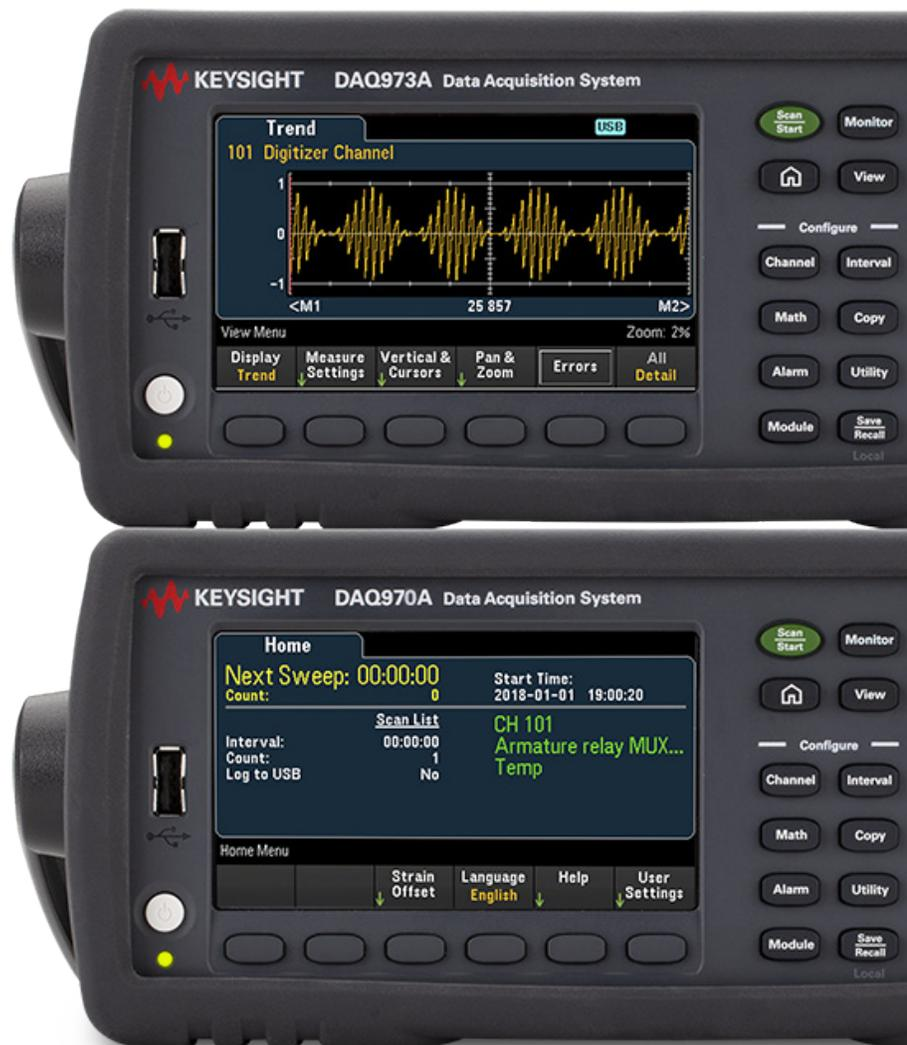 KEYSIGHT DAQ973A Data Acquisition System
Trend USB
101 Digitizer Channel
1
0
-1
<M1 25 857 M2>
View Menu Zoom: 2%
Display Trend
Measure Settings
Vertical & Cursors
Pan & Zoom
Errors
All Detail
Scan Start
Monitor
View
Configure
Channel
Interval
Math
Copy
Alarm
Utility
Module
Save Recall
Local
KEYSIGHT DAQ970A Data Acquisition System
Home
Next Sweep: 00:00:00
Count: 0
Start Time:
2018-01-01 19:00:20
Scan List
Interval: 00:00:00
Count: 1
Log to USB No
CH 101
Armature relay MUX...
Temp
Home Menu
Strain Offset
Language English
Help
User Settings
Scan Start
Monitor
View
Configure
Channel
Interval
Math
Copy
Alarm
Utility
Module
Save Recall
Local